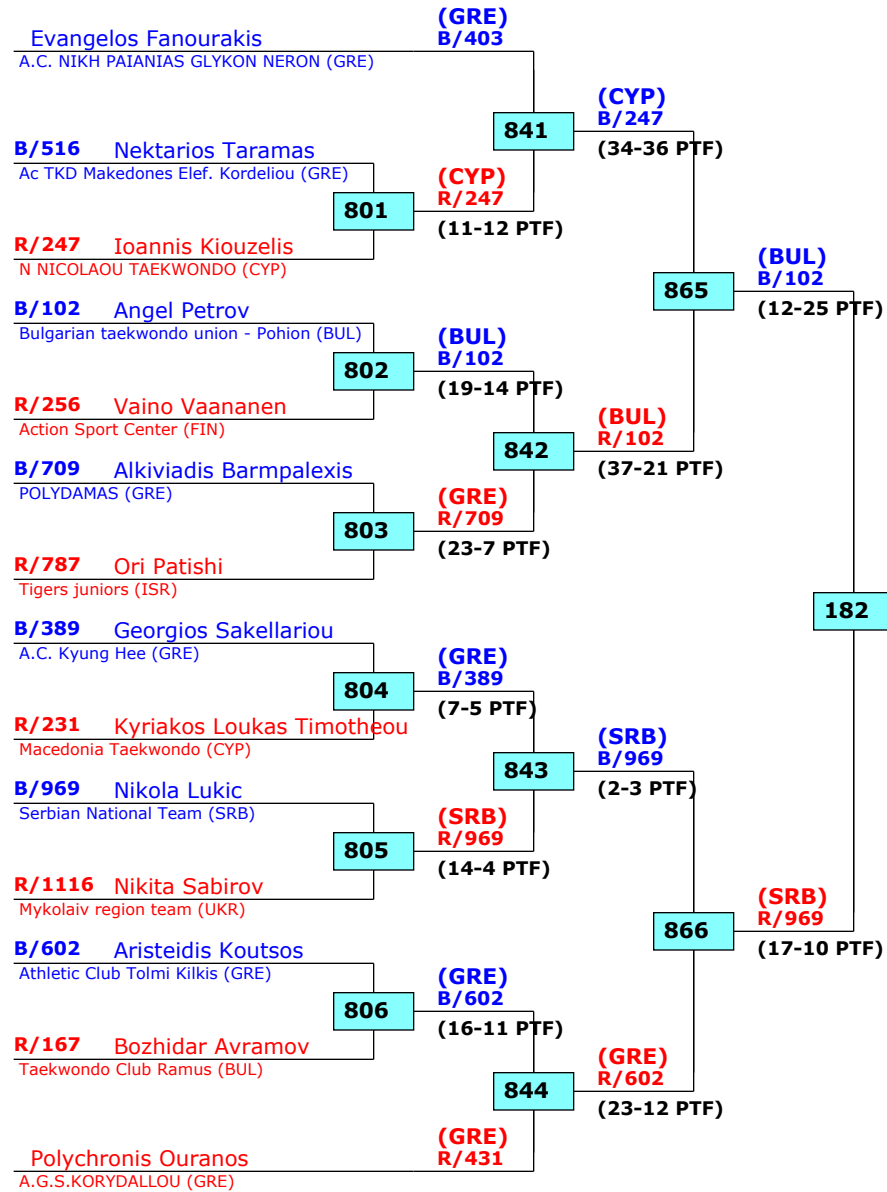 (GRE)
Evangelos Fanourakis B/403
A.C. NIKH PAIANIAS GLYKON NERON (GRE)
(CYP)
841 B/247
B/516 Nektarios Taramas (34-36 PTF)
Ac TKD Makedones Elef. Kordeliou (GRE)
(CYP)
801 R/247
(11-12 PTF)
R/247 Ioannis Kiouzelis
N NICOLAOU TAEKWONDO (CYP)
(BUL)
865 B/102
B/102 Angel Petrov (12-25 PTF)
Bulgarian taekwondo union - Pohion (BUL)
(BUL)
802 B/102
(19-14 PTF)
R/256 Vaino Vaananen
Action Sport Center (FIN)
(BUL)
842 R/102
B/709 Alkiviadis Barmpalexis (37-21 PTF)
POLYDAMAS (GRE)
(GRE)
803 R/709
(23-7 PTF)
R/787 Ori Patishi
Tigers juniors (ISR)
182
B/389 Georgios Sakellariou
A.C. Kyung Hee (GRE)
(GRE)
804 B/389
(7-5 PTF)
R/231 Kyriakos Loukas Timotheou
Macedonia Taekwondo (CYP)
(SRB)
843 B/969
B/969 Nikola Lukic (2-3 PTF)
Serbian National Team (SRB)
(SRB)
805 R/969
(14-4 PTF)
R/1116 Nikita Sabirov
Mykolaiv region team (UKR)
(SRB)
866 R/969
B/602 Aristeidis Koutsos (17-10 PTF)
Athletic Club Tolmi Kilkis (GRE)
(GRE)
806 B/602
(16-11 PTF)
R/167 Bozhidar Avramov
Taekwondo Club Ramus (BUL)
(GRE)
844 R/602
(23-12 PTF)
(GRE)
Polychronis Ouranos R/431
A.G.S.KORYDALLOU (GRE)